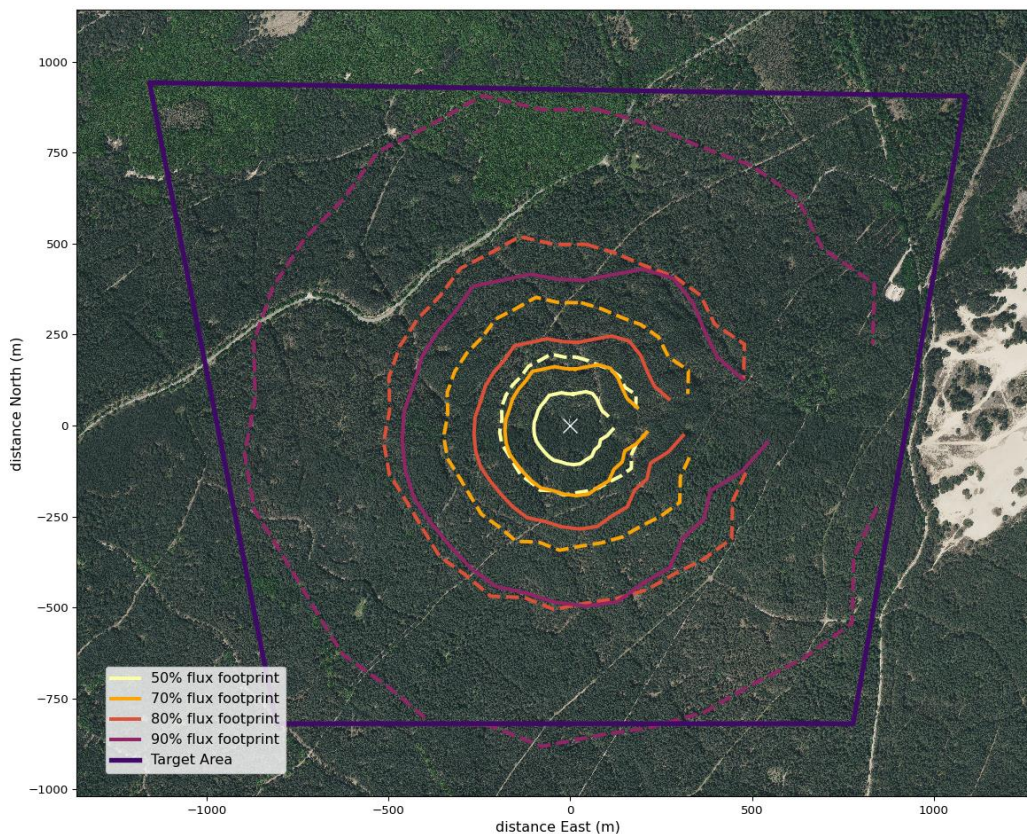 1000
750
500
250
0
−250
−500
−750
−1000
distance North (m)
50% flux footprint
70% flux footprint
80% flux footprint
90% flux footprint
Target Area
−1000
−500
0
500
1000
distance East (m)